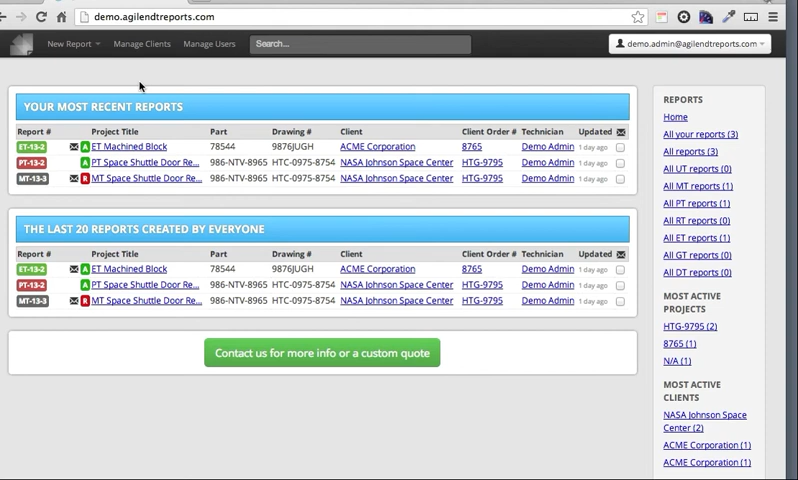 demo.agilendtreports.com
New Report Manage Clients Manage Users Search... demo.admin@agilendtreports.com
YOUR MOST RECENT REPORTS
Report # Project Title Part Drawing # Client Client Order # Technician Updated
ET-13-2 A ET Machined Block 78544 9876JUGH ACME Corporation 8765 Demo Admin 1 day ago
PT-13-2 A PT Space Shuttle Door Re... 986-NTV-8965 HTC-0975-8754 NASA Johnson Space Center HTG-9795 Demo Admin 1 day ago
MT-13-3 R MT Space Shuttle Door Re... 986-NTV-8965 HTC-0975-8754 NASA Johnson Space Center HTG-9795 Demo Admin 1 day ago
THE LAST 20 REPORTS CREATED BY EVERYONE
Report # Project Title Part Drawing # Client Client Order # Technician Updated
ET-13-2 A ET Machined Block 78544 9876JUGH ACME Corporation 8765 Demo Admin 1 day ago
PT-13-2 A PT Space Shuttle Door Re... 986-NTV-8965 HTC-0975-8754 NASA Johnson Space Center HTG-9795 Demo Admin 1 day ago
MT-13-3 R MT Space Shuttle Door Re... 986-NTV-8965 HTC-0975-8754 NASA Johnson Space Center HTG-9795 Demo Admin 1 day ago
Contact us for more info or a custom quote
REPORTS
Home
All your reports (3)
All reports (3)
All UT reports (0)
All MT reports (1)
All PT reports (1)
All RT reports (0)
All ET reports (1)
All GT reports (0)
All DT reports (0)
MOST ACTIVE
PROJECTS
HTG-9795 (2)
8765 (1)
N/A (1)
MOST ACTIVE
CLIENTS
NASA Johnson Space
Center (2)
ACME Corporation (1)
ACME Corporation (1)